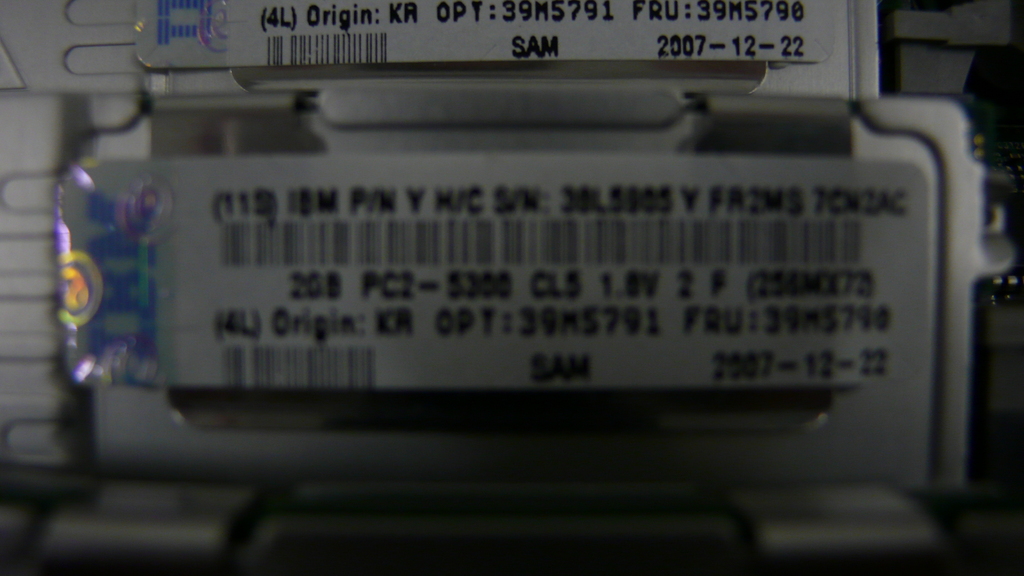 (4L) Origin: KR OPT:39M5791 FRU:39M5790
SAM 2007-12-22
(11S) IBM P/N Y H/C S/N: 38L5905 Y FR2MS 7CN2AC
2GB PC2-5300 CL5 1.8V 2 F (256MX72)
(4L) Origin: KR OPT:39M5791 FRU:39M5790
SAM 2007-12-22